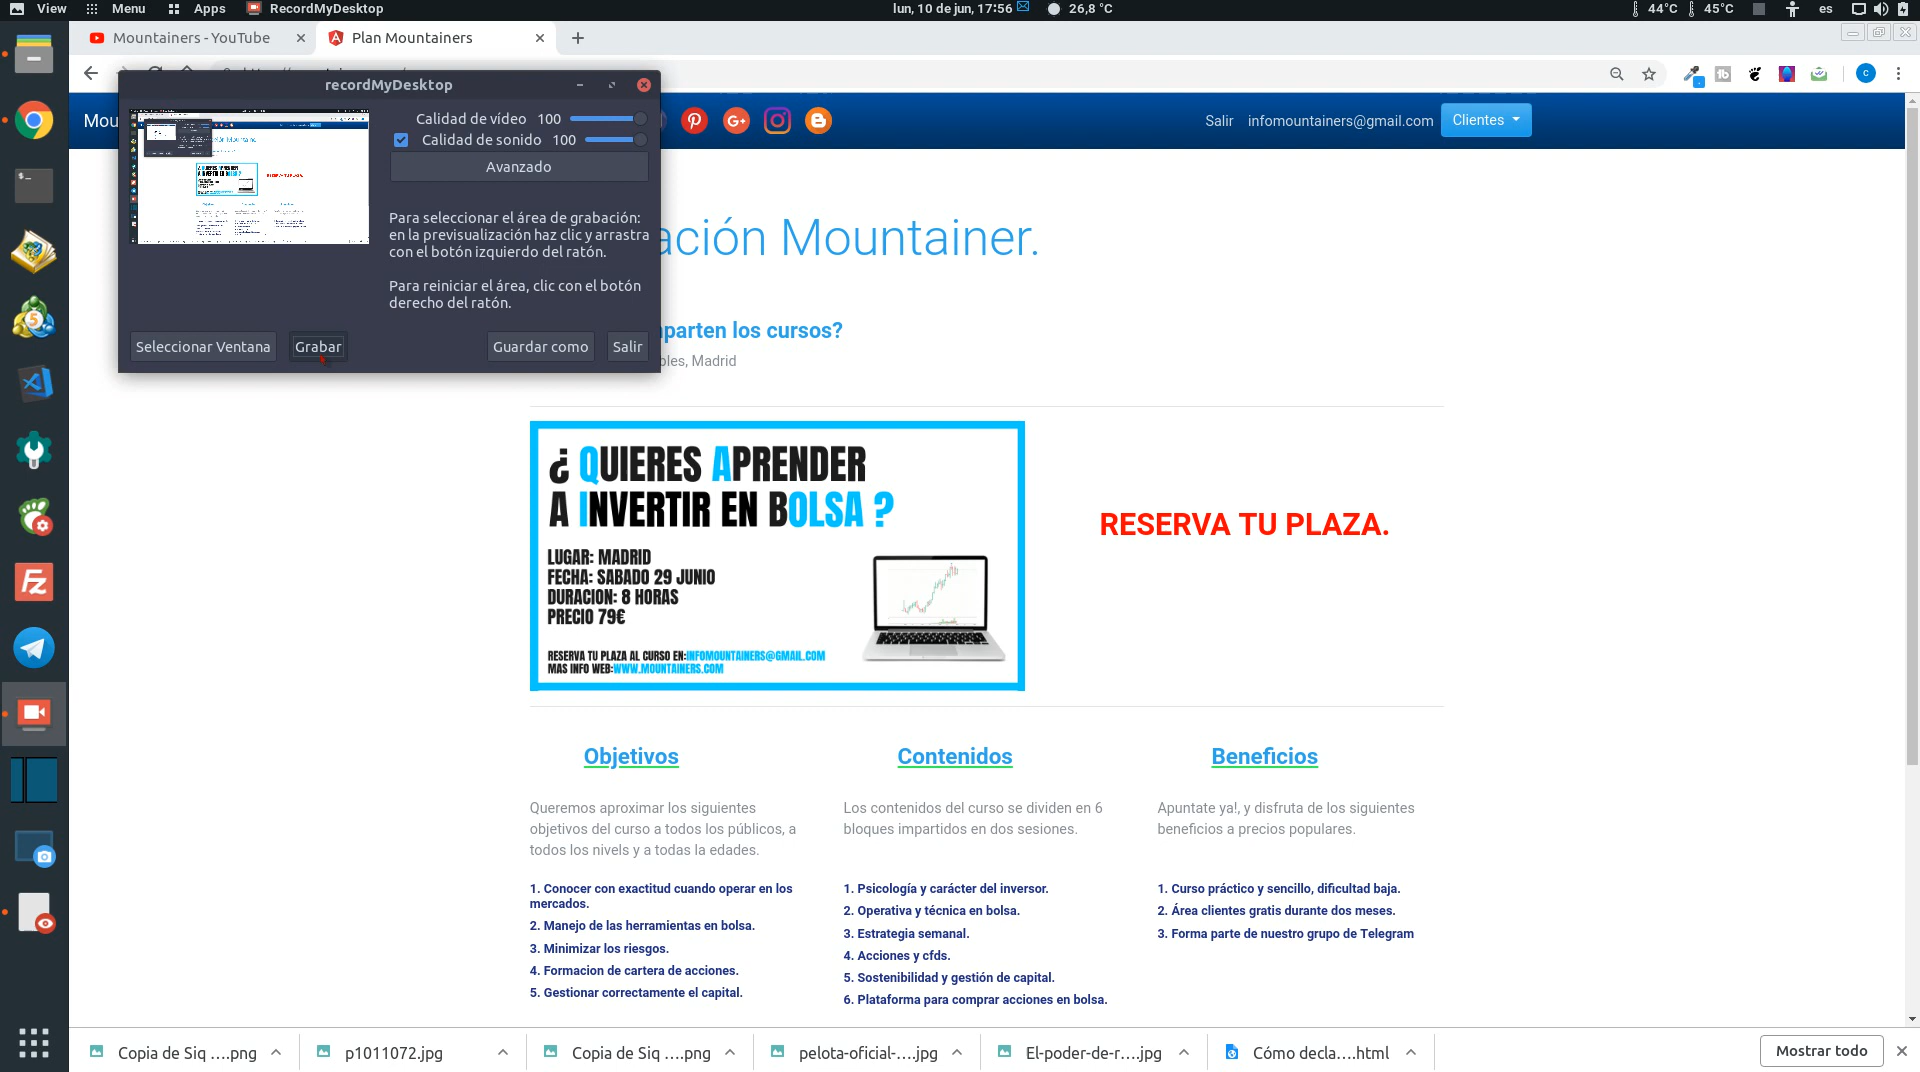 View Menu Apps RecordMyDesktop lun, 10 de jun, 17:56 26,8 °C 44°C 45°C es
Mountainers - YouTube Plan Mountainers
recordMyDesktop
Calidad de vídeo 100
Calidad de sonido 100
Avanzado
Para seleccionar el área de grabación:
en la previsualización haz clic y arrastra
con el botón izquierdo del ratón.
Para reiniciar el área, clic con el botón
derecho del ratón.
Seleccionar Ventana Grabar Guardar como Salir
Mou
Salir infomountainers@gmail.com Clientes
ación Mountainer.
parten los cursos?
bles, Madrid
¿ QUIERES APRENDER
A INVERTIR EN BOLSA ?
LUGAR: MADRID
FECHA: SABADO 29 JUNIO
DURACION: 8 HORAS
PRECIO 79€
RESERVA TU PLAZA AL CURSO EN:INFOMOUNTAINERS@GMAIL.COM
MAS INFO WEB:WWW.MOUNTAINERS.COM
RESERVA TU PLAZA.
Objetivos
Queremos aproximar los siguientes
objetivos del curso a todos los públicos, a
todos los nivels y a todas la edades.
1. Conocer con exactitud cuando operar en los
mercados.
2. Manejo de las herramientas en bolsa.
3. Minimizar los riesgos.
4. Formacion de cartera de acciones.
5. Gestionar correctamente el capital.
Contenidos
Los contenidos del curso se dividen en 6
bloques impartidos en dos sesiones.
1. Psicología y carácter del inversor.
2. Operativa y técnica en bolsa.
3. Estrategia semanal.
4. Acciones y cfds.
5. Sostenibilidad y gestión de capital.
6. Plataforma para comprar acciones en bolsa.
Beneficios
Apuntate ya!, y disfruta de los siguientes
beneficios a precios populares.
1. Curso práctico y sencillo, dificultad baja.
2. Área clientes gratis durante dos meses.
3. Forma parte de nuestro grupo de Telegram
Copia de Siq ....png p1011072.jpg Copia de Siq ....png pelota-oficial-....jpg El-poder-de-r....jpg Cómo decla....html Mostrar todo